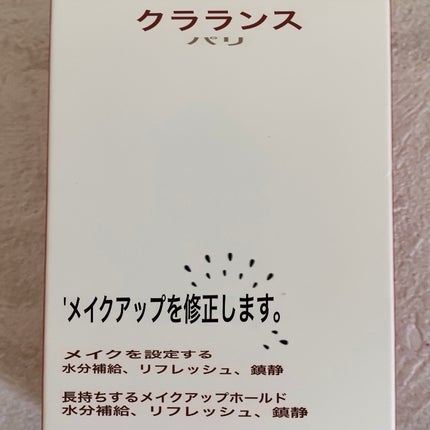 クラランス
パリ
'メイクアップを修正します。
メイクを設定する
水分補給、リフレッシュ、鎮静
長持ちするメイクアップホールド
水分補給、リフレッシュ、鎮静